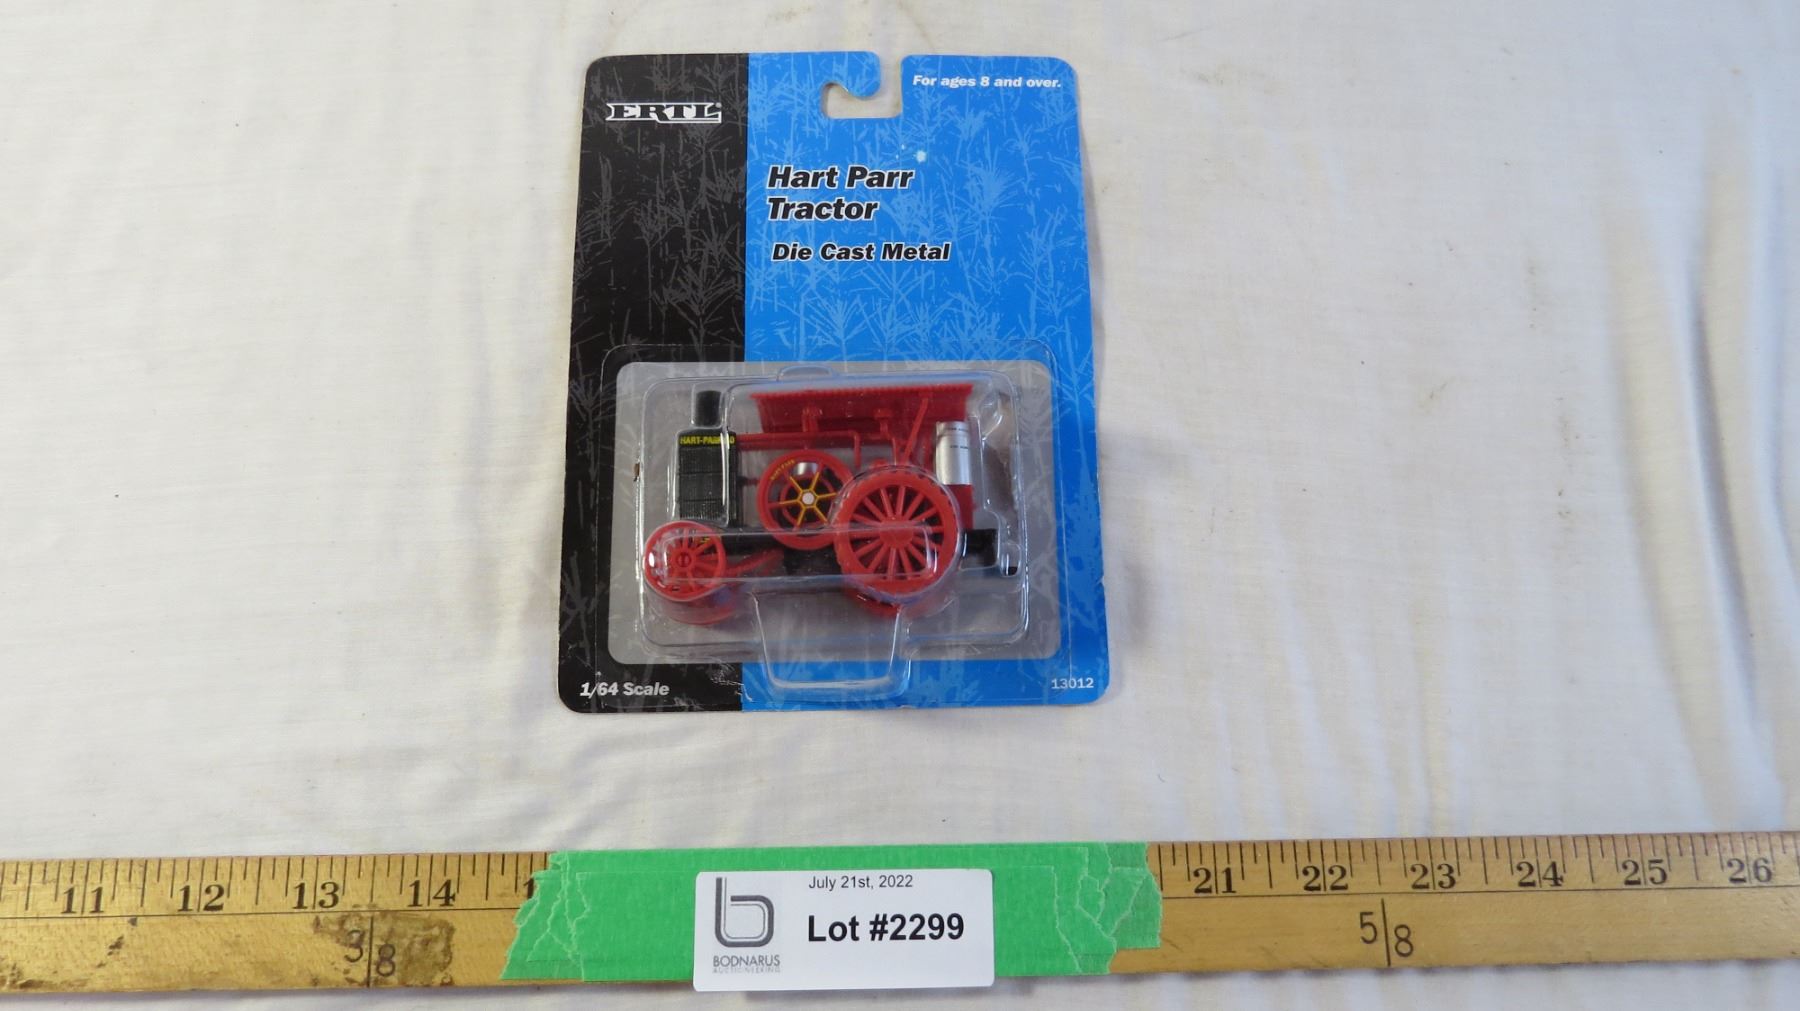 For ages 8 and over.
ERTL
Hart Parr
Tractor
Die Cast Metal
1/64 Scale
13012
11 12 13 14 21 22 23 24 25 26
3/8
5/8
July 21st, 2022
Lot #2299
BODNARUS
AUCTIONEERING